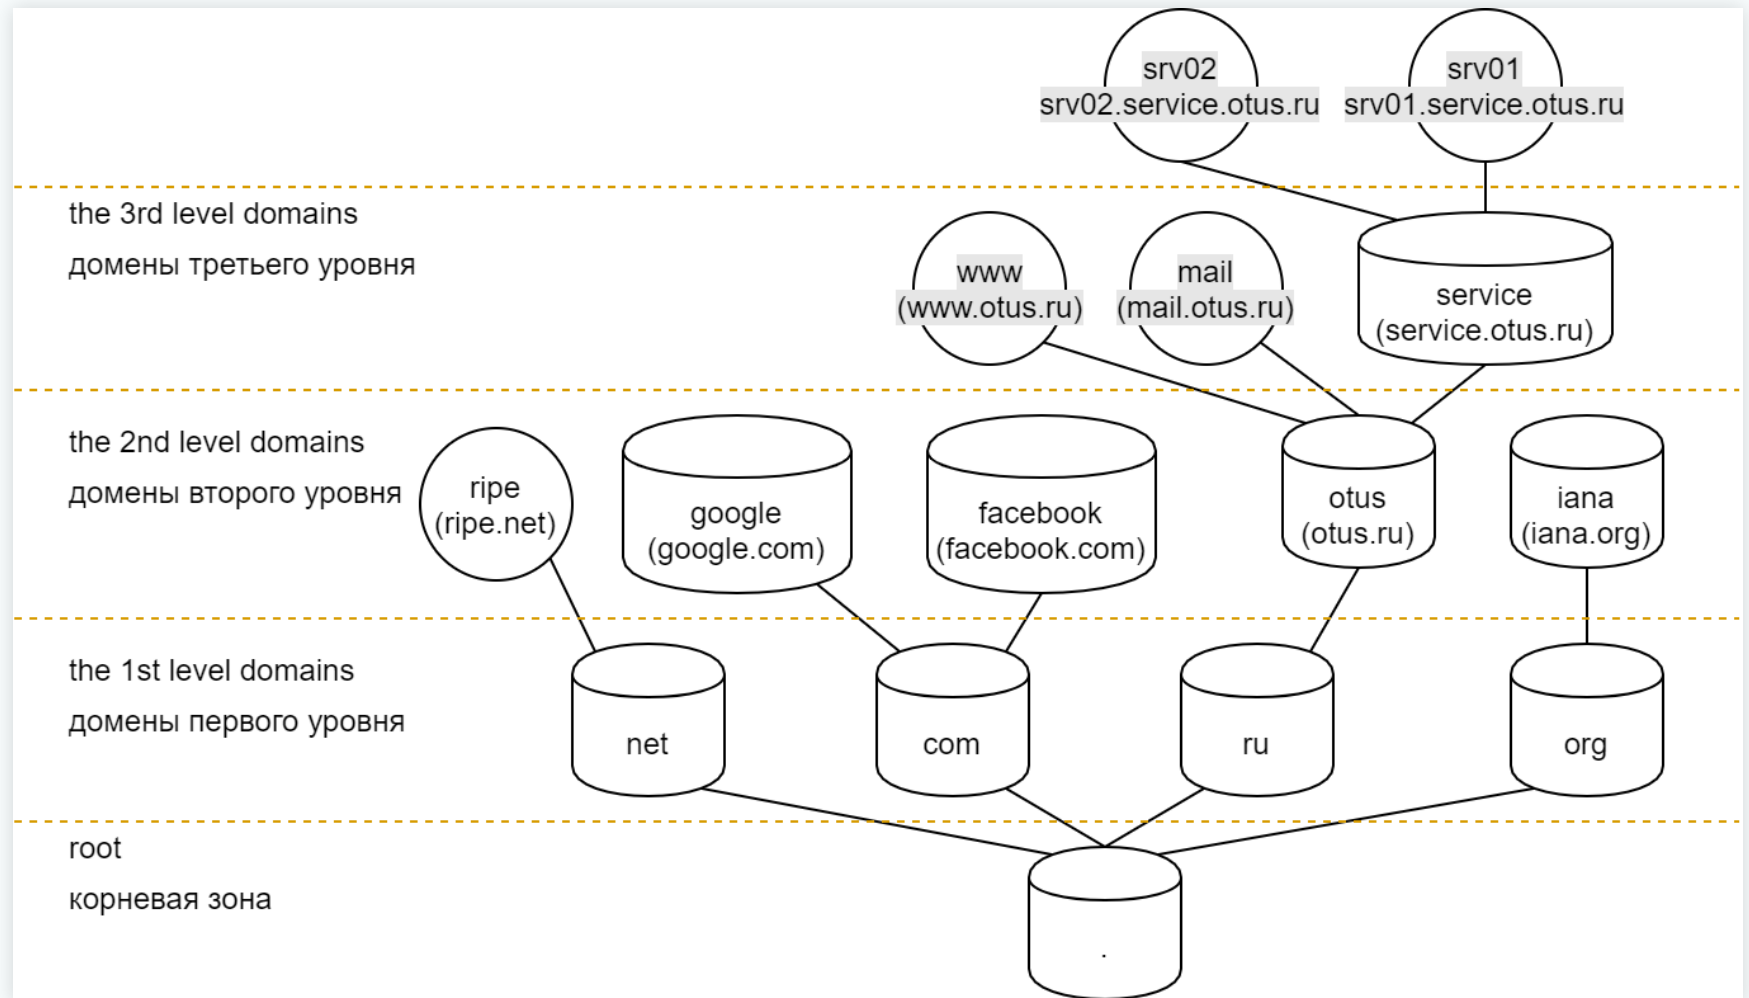 srv02
srv02.service.otus.ru
srv01
srv01.service.otus.ru
the 3rd level domains
домены третьего уровня
www
(www.otus.ru)
mail
(mail.otus.ru)
service
(service.otus.ru)
the 2nd level domains
домены второго уровня
ripe
(ripe.net)
google
(google.com)
facebook
(facebook.com)
otus
(otus.ru)
iana
(iana.org)
the 1st level domains
домены первого уровня
net
com
ru
org
root
корневая зона
.